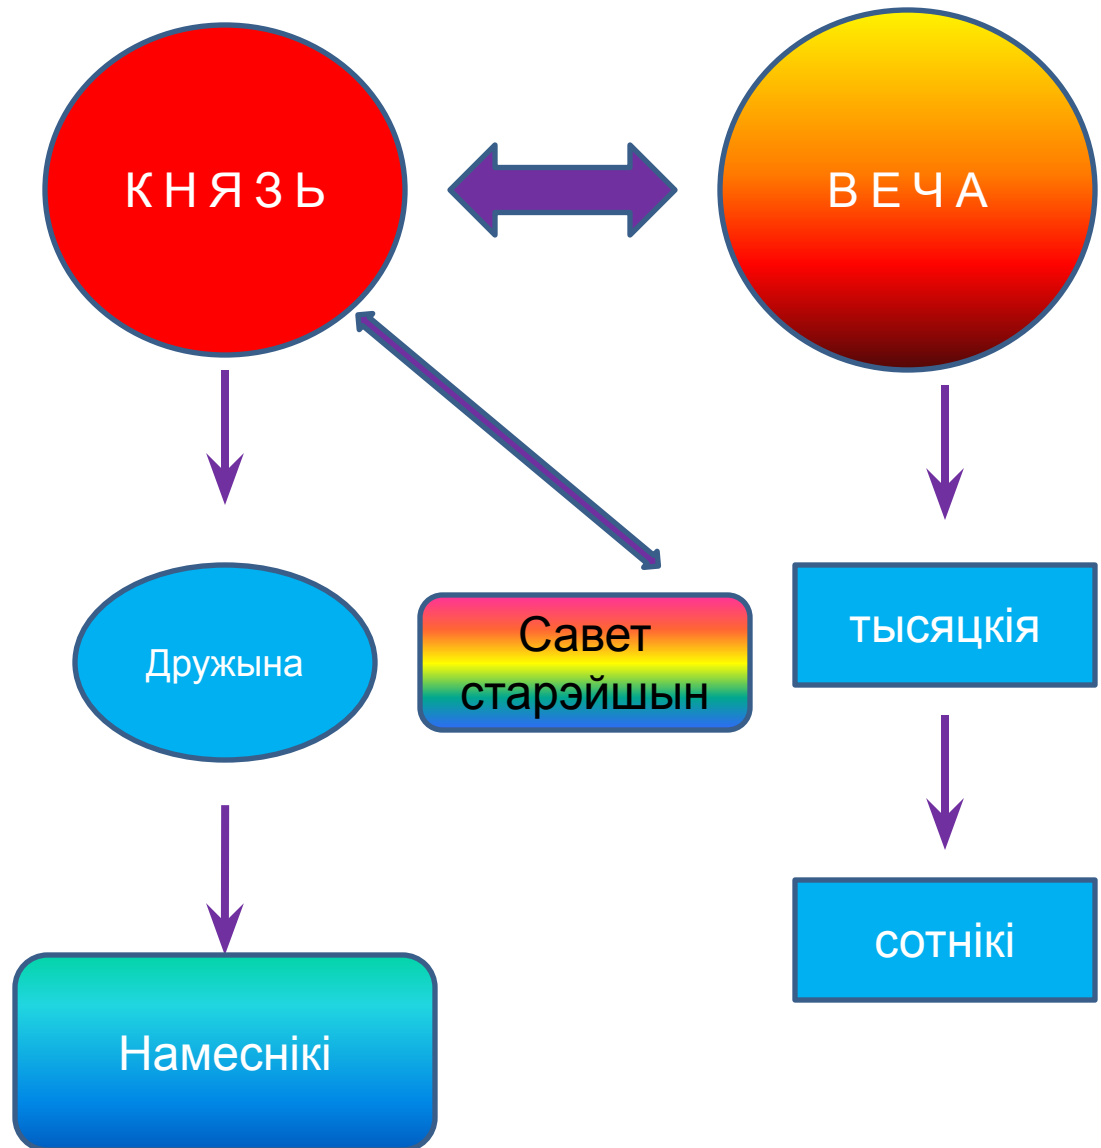 КНЯЗЬ
ВЕЧА
Дружына
Савет
старэйшын
тысяцкія
сотнікі
Намеснікі